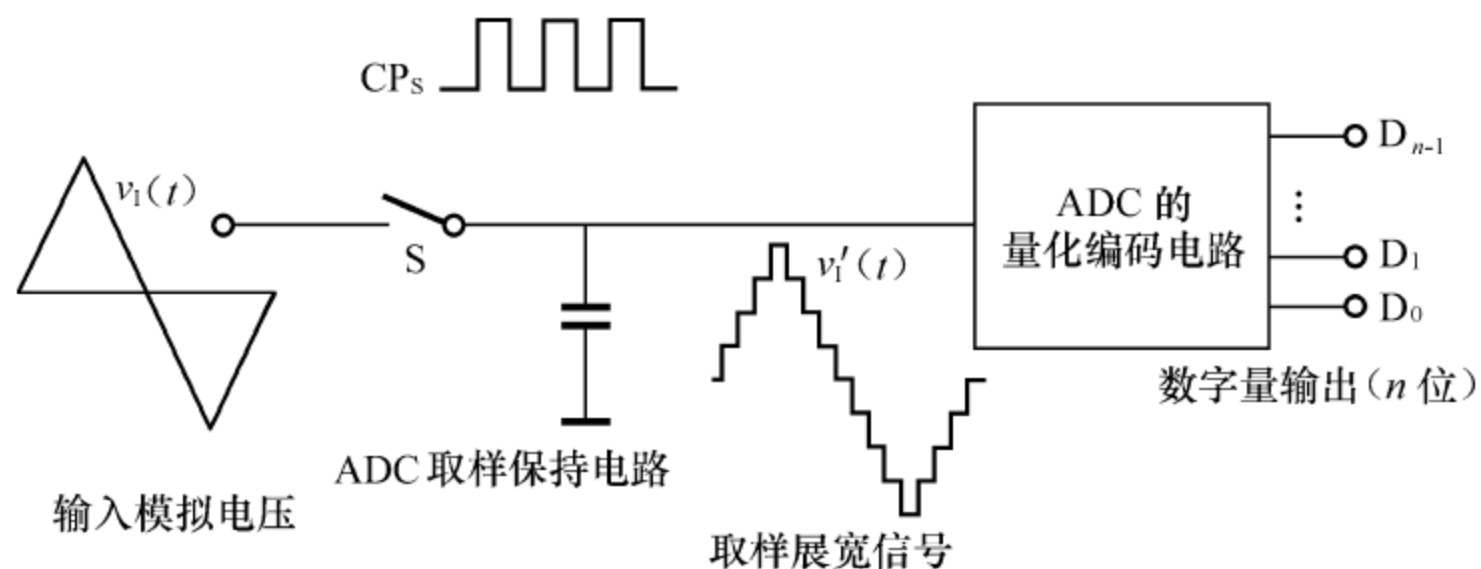 CPS
vI(t)
S
ADC 取样保持电路
输入模拟电压
vI′(t)
取样展宽信号
ADC 的
量化编码电路
Dn-1
⋮
D1
D0
数字量输出(n 位)